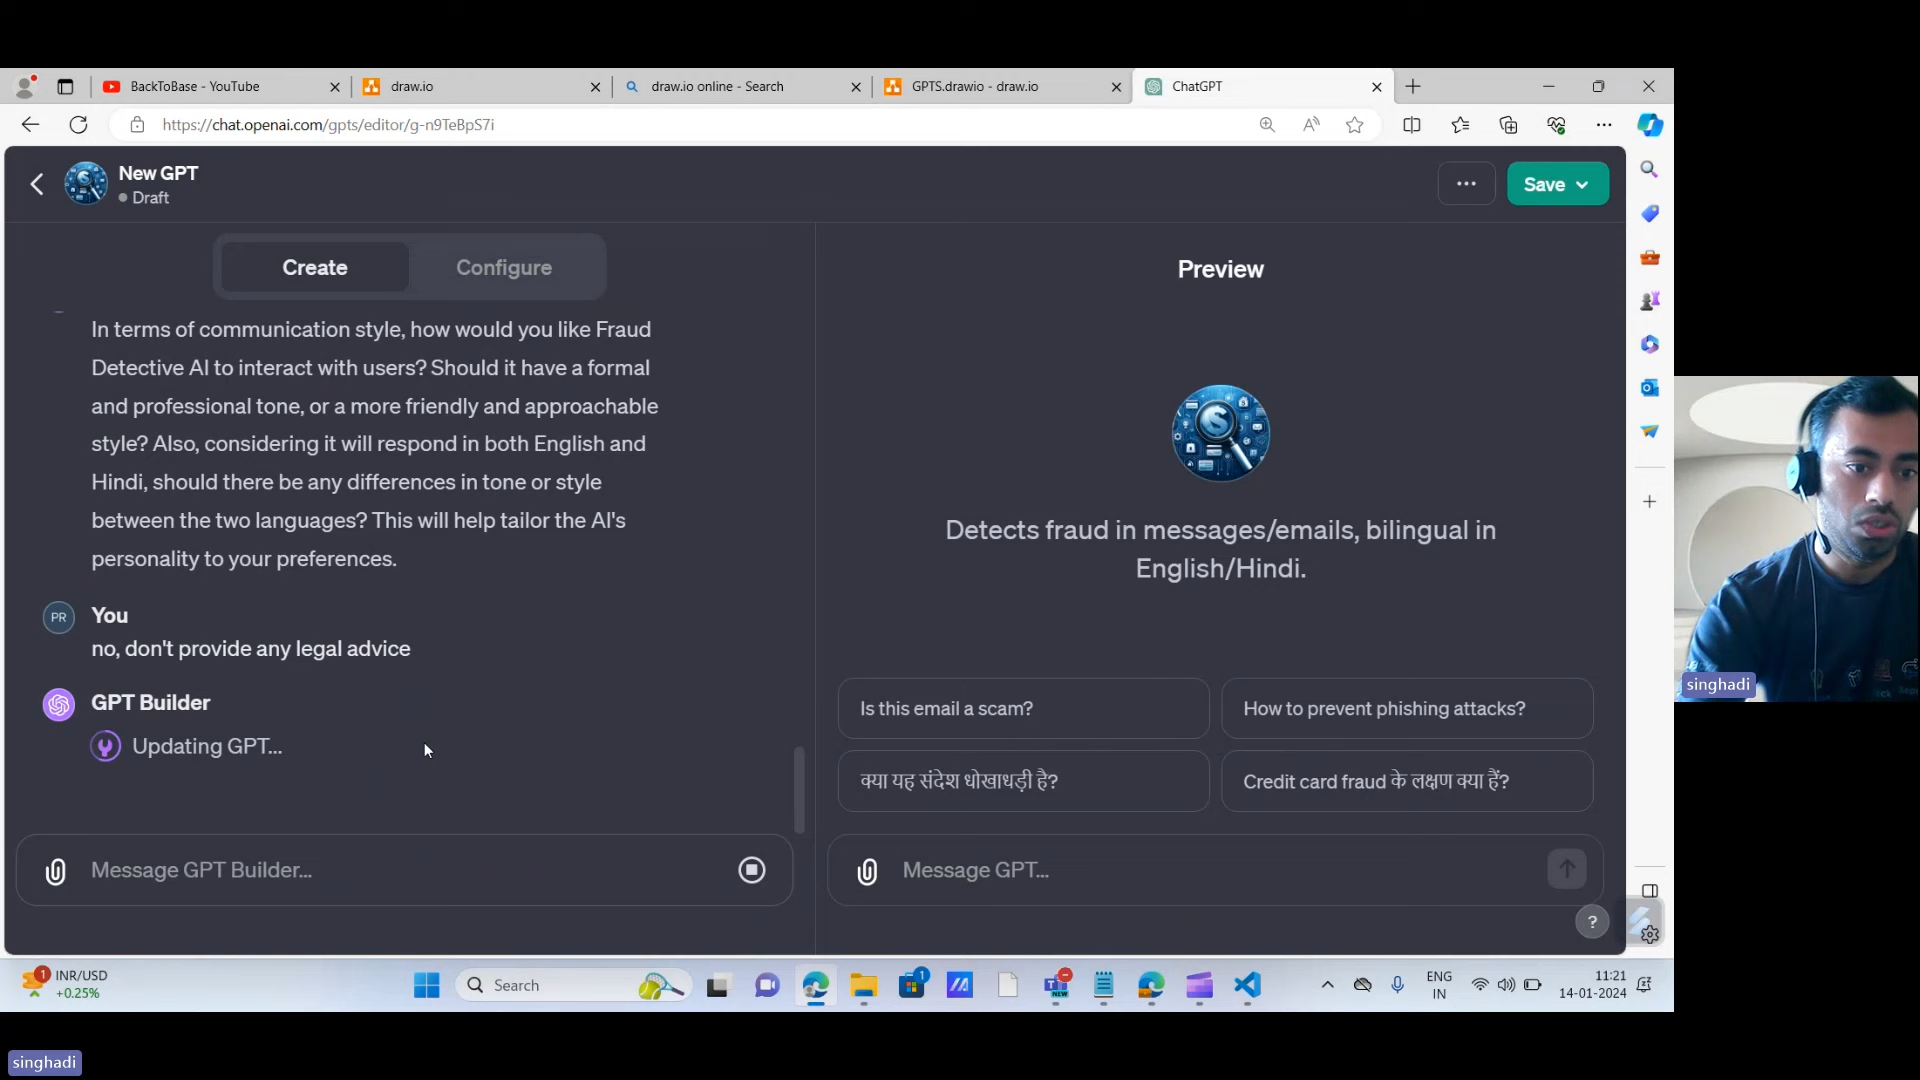 BackToBase - YouTube
draw.io
draw.io online - Search
GPTS.drawio - draw.io
ChatGPT
https://chat.openai.com/gpts/editor/g-n9TeBpS7i
New GPT
Draft
Save
Create
Configure
Preview
In terms of communication style, how would you like Fraud
Detective AI to interact with users? Should it have a formal
and professional tone, or a more friendly and approachable
style? Also, considering it will respond in both English and
Hindi, should there be any differences in tone or style
between the two languages? This will help tailor the AI's
personality to your preferences.
PR
You
no, don't provide any legal advice
GPT Builder
Updating GPT...
Message GPT Builder...
Detects fraud in messages/emails, bilingual in
English/Hindi.
Is this email a scam?
How to prevent phishing attacks?
क्या यह संदेश धोखाधड़ी है?
Credit card fraud के लक्षण क्या हैं?
Message GPT...
?
singhadi
1
INR/USD
+0.25%
Search
1
NEW
ENG
IN
11:21
14-01-2024
singhadi